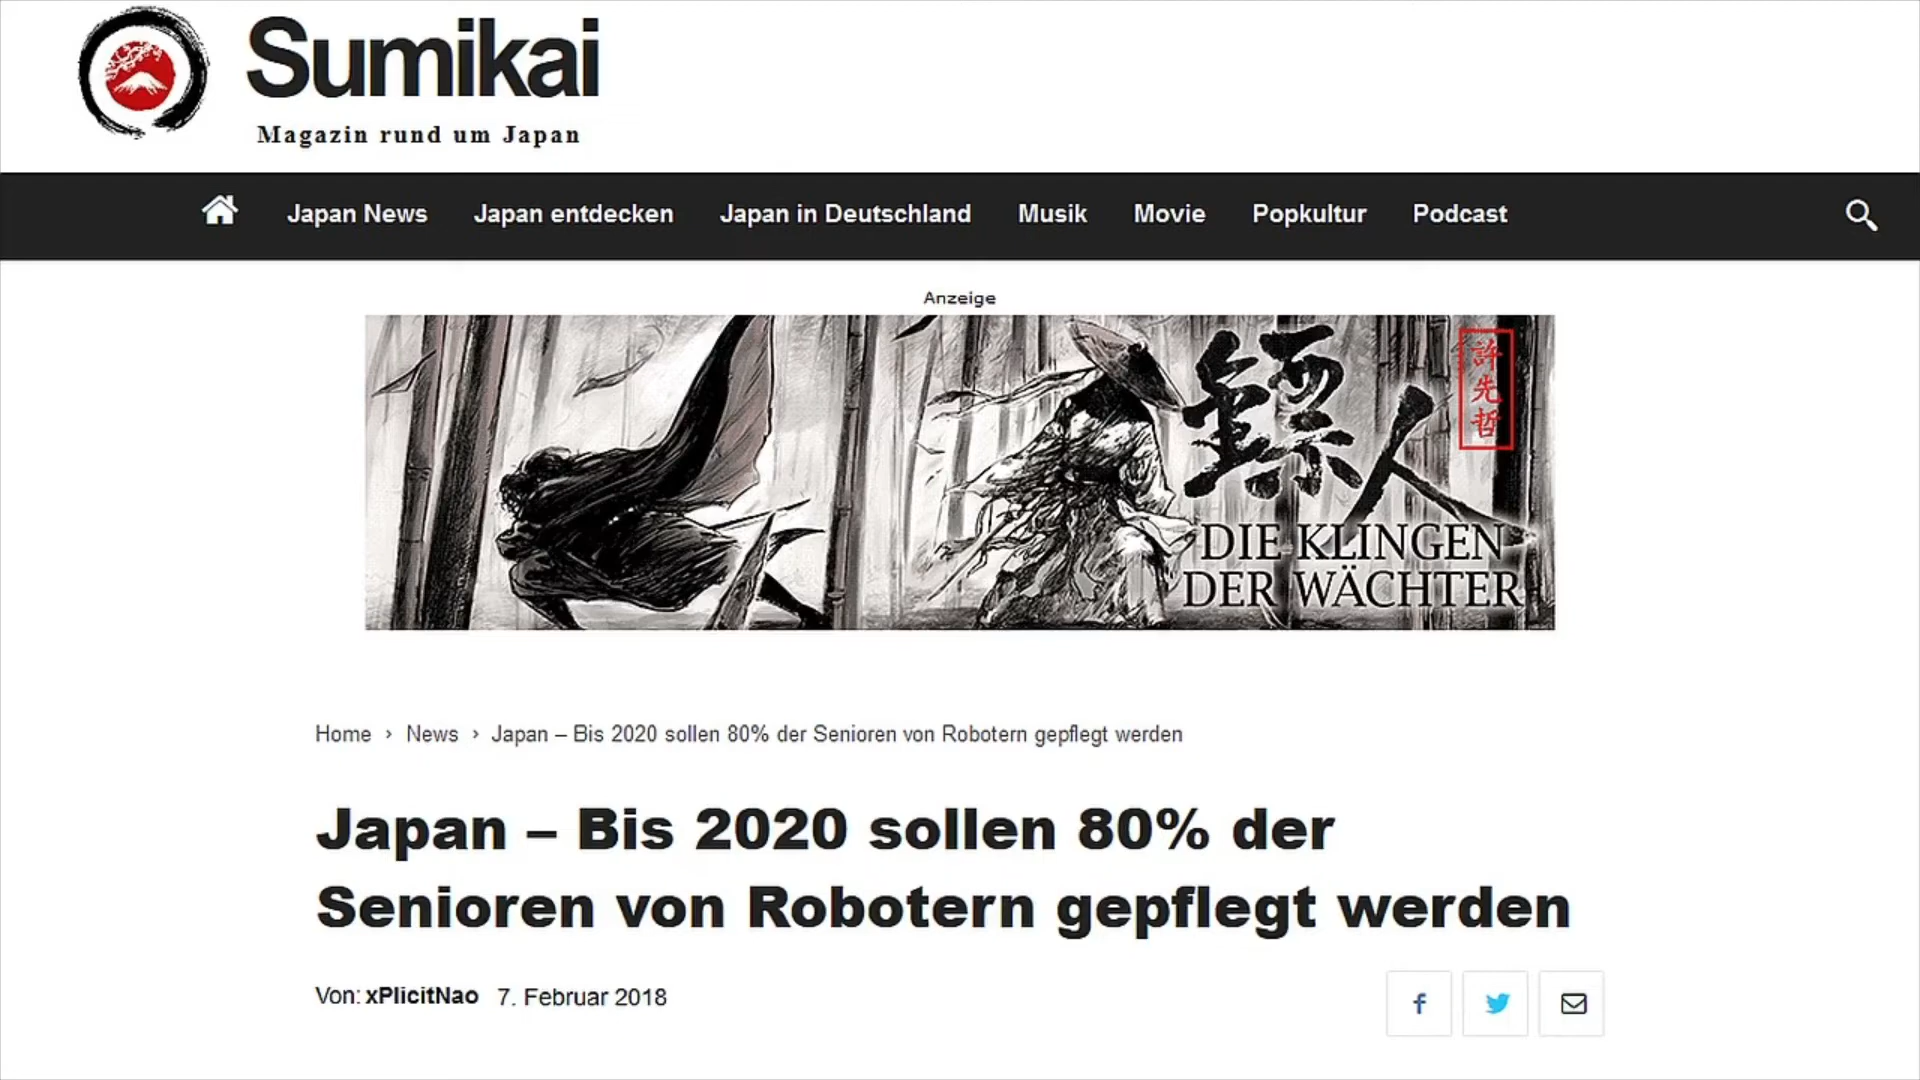 Sumikai
Magazin rund um Japan
Japan News
Japan entdecken
Japan in Deutschland
Musik
Movie
Popkultur
Podcast
Anzeige
鏢人
許先哲
DIE KLINGEN
DER WÄCHTER
Home › News › Japan – Bis 2020 sollen 80% der Senioren von Robotern gepflegt werden
Japan – Bis 2020 sollen 80% der
Senioren von Robotern gepflegt werden
Von: xPlicitNao 7. Februar 2018